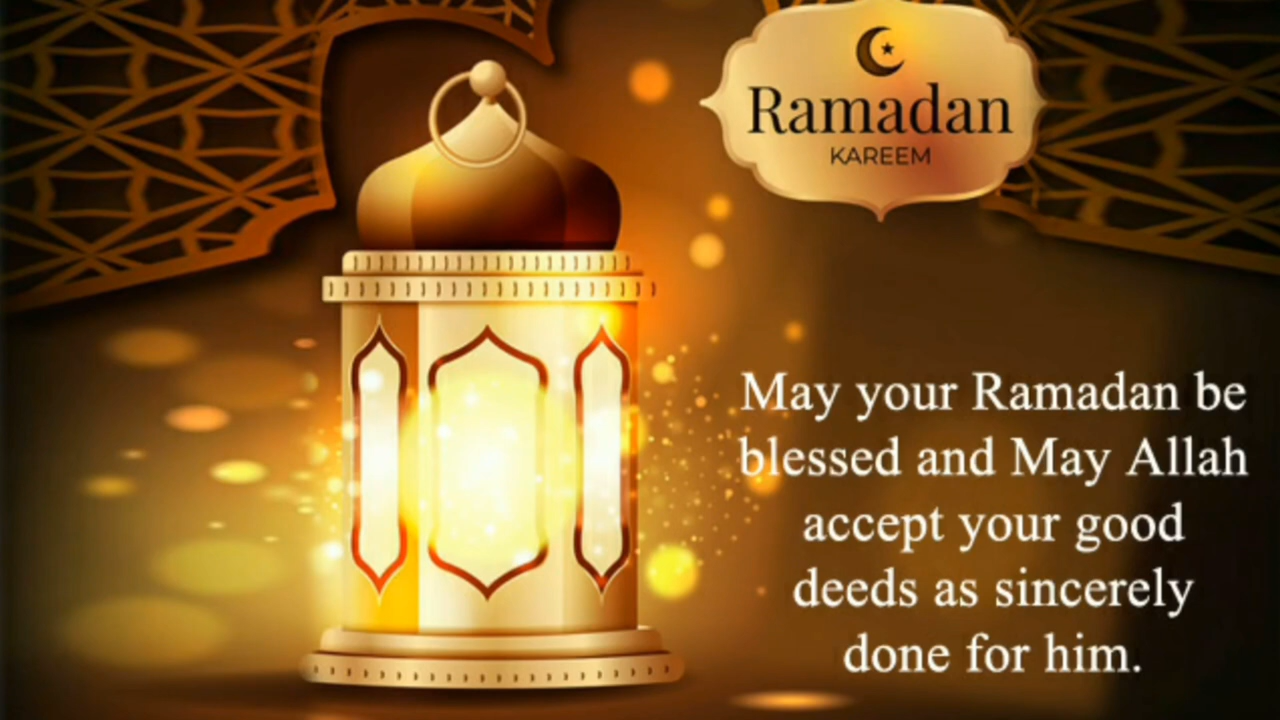 Ramadan
KAREEM
May your Ramadan be
blessed and May Allah
accept your good
deeds as sincerely
done for him.